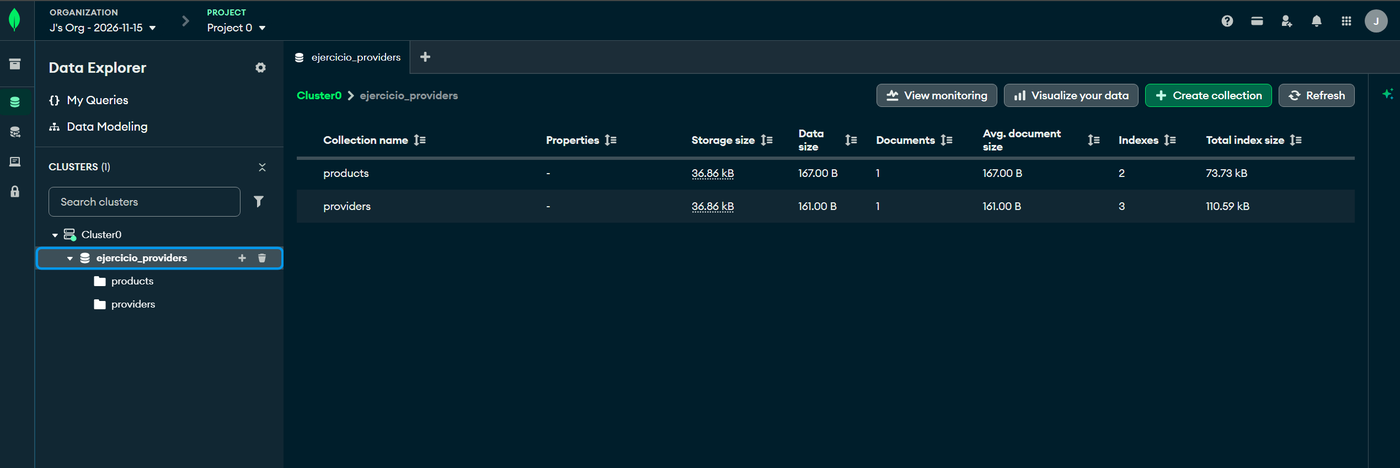 ORGANIZATION
J's Org - 2026-11-15
PROJECT
Project 0
J
Data Explorer
My Queries
Data Modeling
CLUSTERS (1)
Search clusters
Cluster0
ejercicio_providers
products
providers
ejercicio_providers
Cluster0 > ejercicio_providers
View monitoring
Visualize your data
Create collection
Refresh
Collection name Properties Storage size Data size Documents Avg. document size Indexes Total index size
products - 36.86 kB 167.00 B 1 167.00 B 2 73.73 kB
providers - 36.86 kB 161.00 B 1 161.00 B 3 110.59 kB